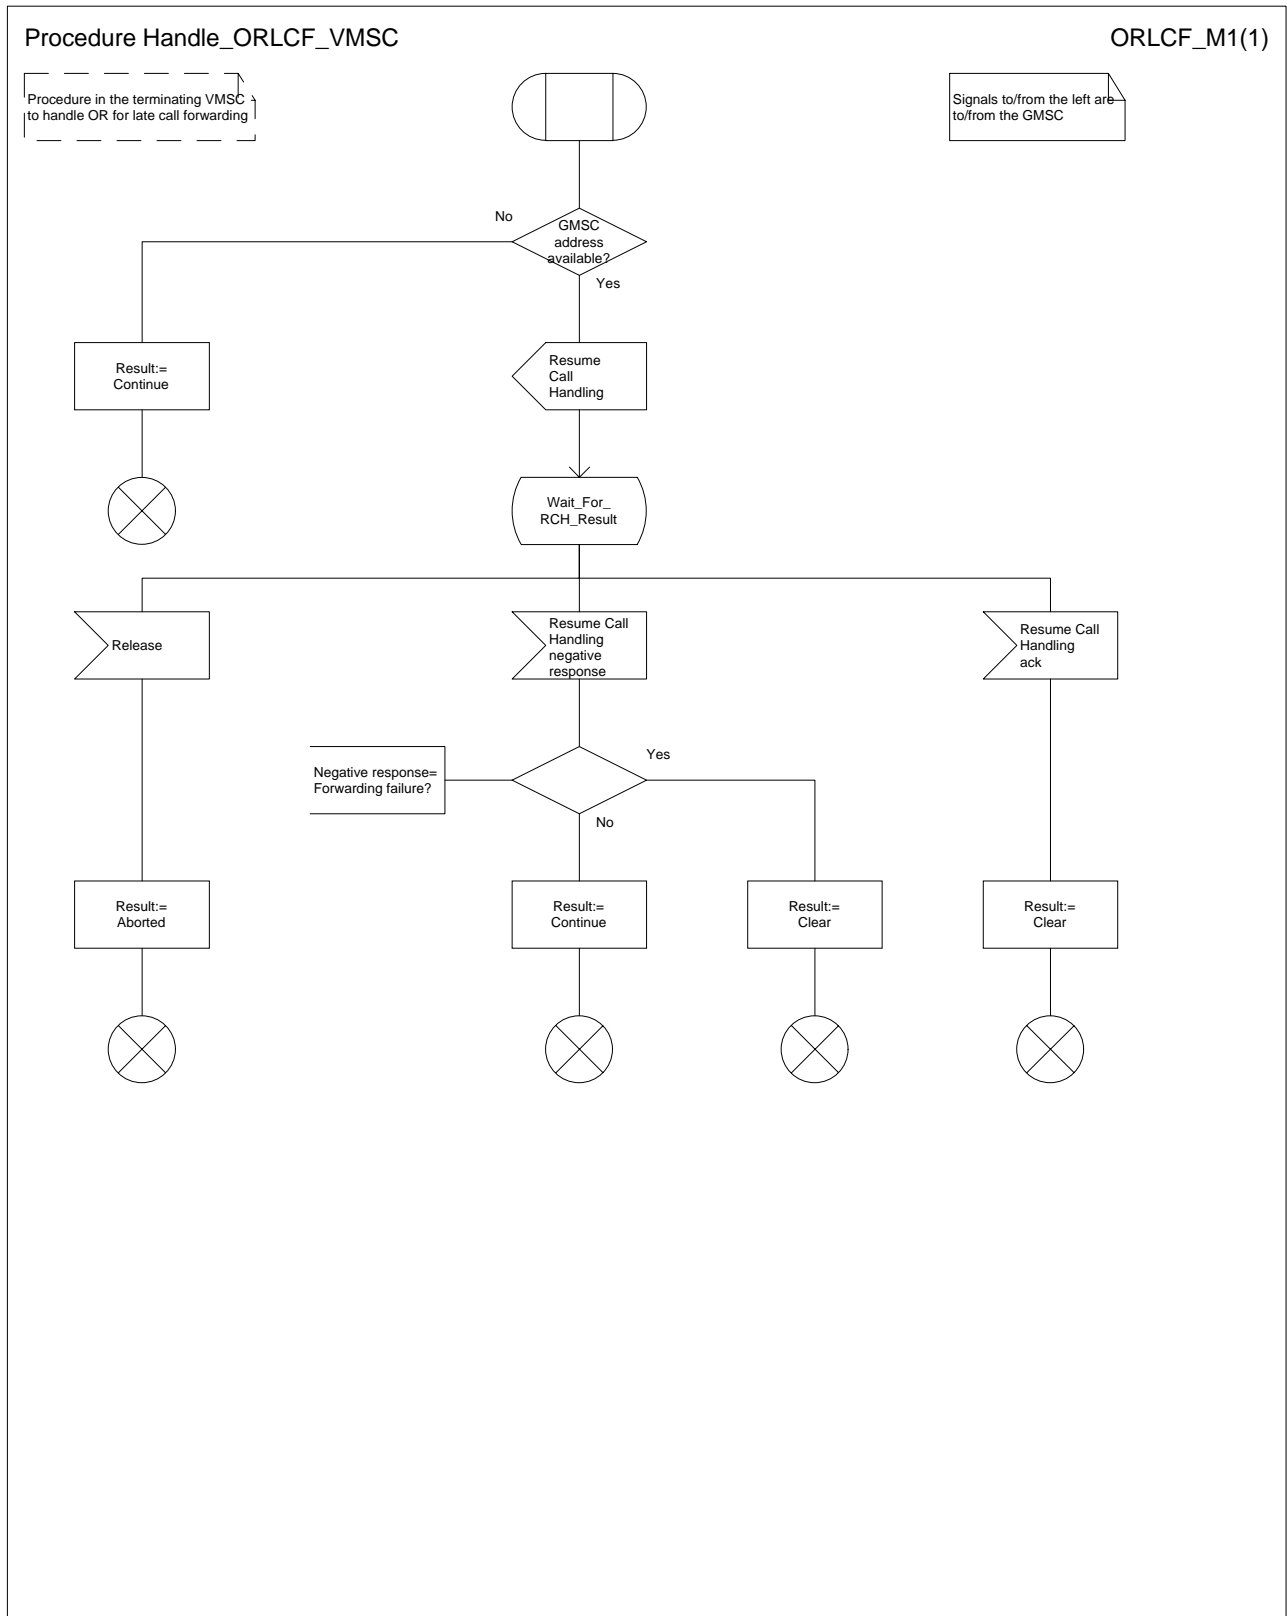 Procedure Handle_ORLCF_VMSC
ORLCF_M1(1)
Procedure in the terminating VMSC
to handle OR for late call forwarding
Signals to/from the left are
to/from the GMSC
No
GMSC
address
available?
Yes
Result:=
Continue
Resume
Call
Handling
Wait_For_
RCH_Result
Release
Resume Call
Handling
negative
response
Resume Call
Handling
ack
Negative response=
Forwarding failure?
Yes
No
Result:=
Aborted
Result:=
Continue
Result:=
Clear
Result:=
Clear